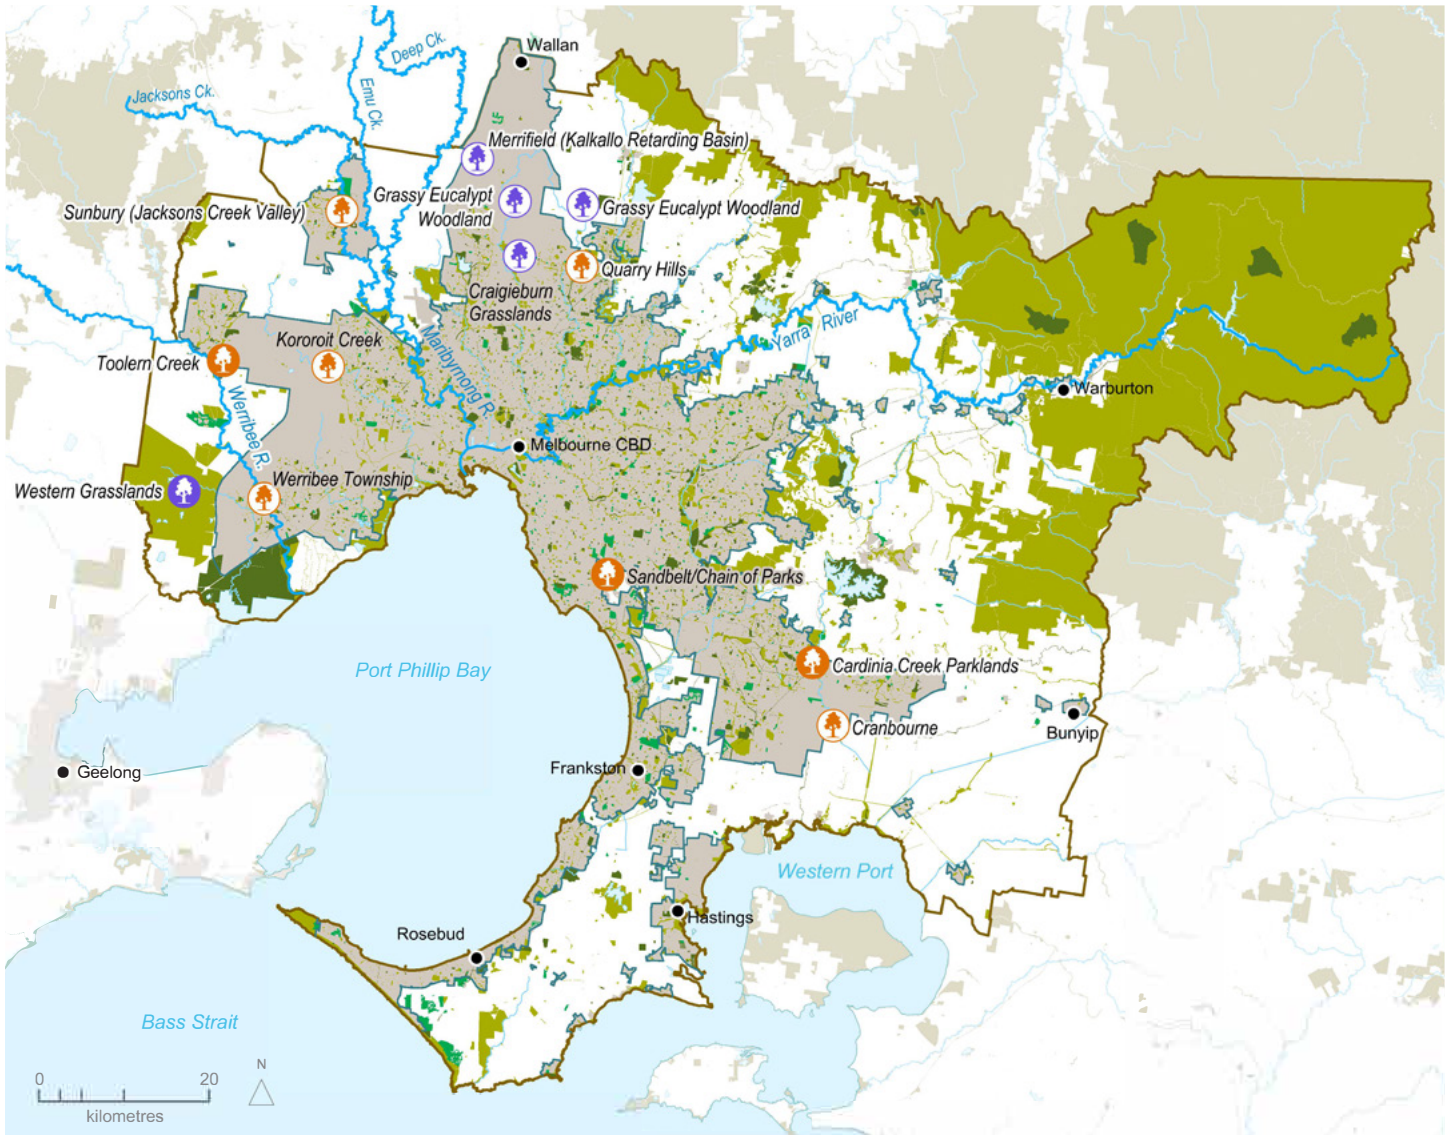 Wallan
Deep Ck.
Emu Ck.
Jacksons Ck.
Merrifield (Kalkallo Retarding Basin)
Grassy Eucalypt
Woodland
Grassy Eucalypt Woodland
Sunbury (Jacksons Creek Valley)
Quarry Hills
Craigieburn
Grasslands
Kororoit Creek
Maribyrnong R.
Yarra River
Toolern Creek
Warburton
Werribee R.
Melbourne CBD
Werribee Township
Western Grasslands
Sandbelt/Chain of Parks
Port Phillip Bay
Cardinia Creek Parklands
Cranbourne
Bunyip
Geelong
Frankston
Western Port
Hastings
Rosebud
Bass Strait
N
0 20
kilometres